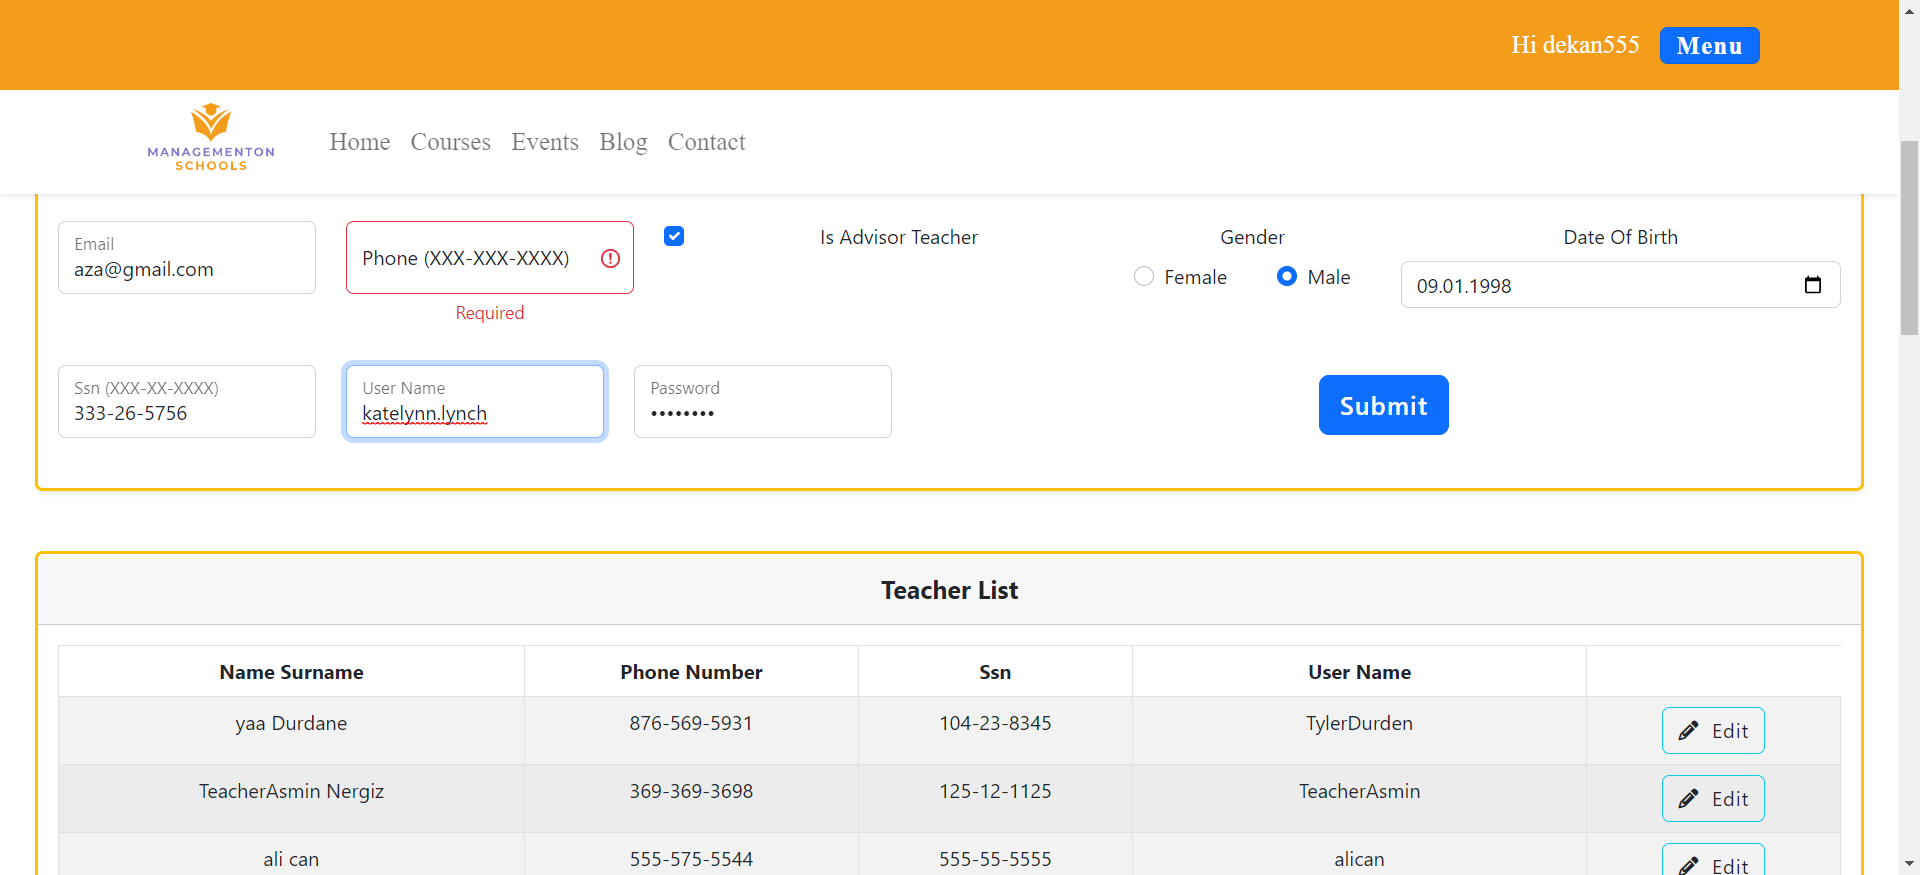 Hi dekan555 Menu
MANAGEMENTON
SCHOOLS
Home Courses Events Blog Contact
Email
aza@gmail.com
Phone (XXX-XXX-XXXX)
Required
Is Advisor Teacher
Gender
Female Male
Date Of Birth
09.01.1998
Ssn (XXX-XX-XXXX)
333-26-5756
User Name
katelynn.lynch
Password
••••••••
Submit
Teacher List
Name Surname Phone Number Ssn User Name
yaa Durdane 876-569-5931 104-23-8345 TylerDurden Edit
TeacherAsmin Nergiz 369-369-3698 125-12-1125 TeacherAsmin Edit
ali can 555-575-5544 555-55-5555 alican Edit